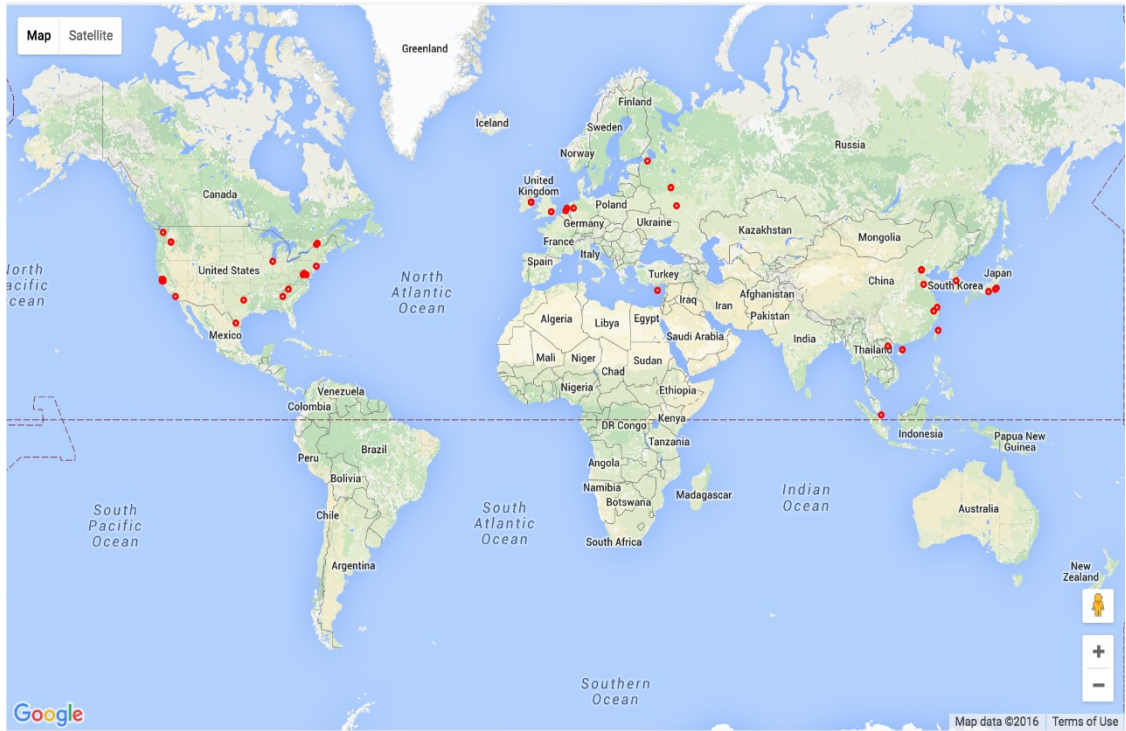 Map Satellite
Greenland
Iceland
Finland
Sweden
Norway
Russia
Canada
United
Kingdom
Poland
Germany
Ukraine
France
Kazakhstan
Mongolia
Italy
Spain
United States
North
Atlantic
Ocean
Turkey
China
South Korea
Japan
Iraq
Iran
Afghanistan
Pakistan
Algeria
Libya
Egypt
Saudi Arabia
India
Mexico
Thailand
Mali
Niger
Sudan
Chad
Nigeria
Ethiopia
Venezuela
Colombia
DR Congo
Kenya
Tanzania
Indonesia
Papua New
Guinea
Peru
Brazil
Angola
Bolivia
Namibia
Botswana
Madagascar
Indian
Ocean
South
Pacific
Ocean
Chile
South
Atlantic
Ocean
Australia
South Africa
Argentina
New
Zealand
Southern
Ocean
Google
Map data ©2016 Terms of Use